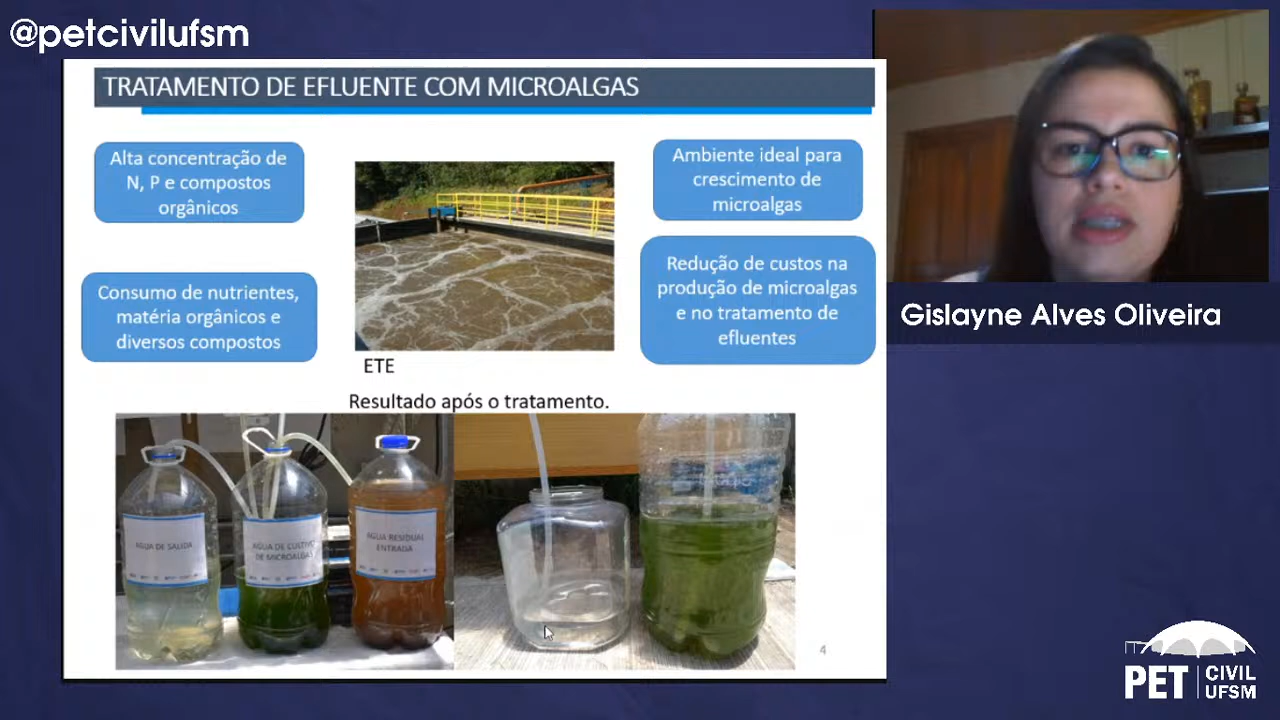 @petcivilufsm
TRATAMENTO DE EFLUENTE COM MICROALGAS
Alta concentração de
N, P e compostos
orgânicos
Ambiente ideal para
crescimento de
microalgas
Consumo de nutrientes,
matéria orgânicos e
diversos compostos
Redução de custos na
produção de microalgas
e no tratamento de
efluentes
ETE
Resultado após o tratamento.
AGUA DE SALIDA
AGUA DE CULTIVO
DE MICROALGAS
AGUA RESIDUAL
ENTRADA
4
Gislayne Alves Oliveira
PET
CIVIL
UFSM